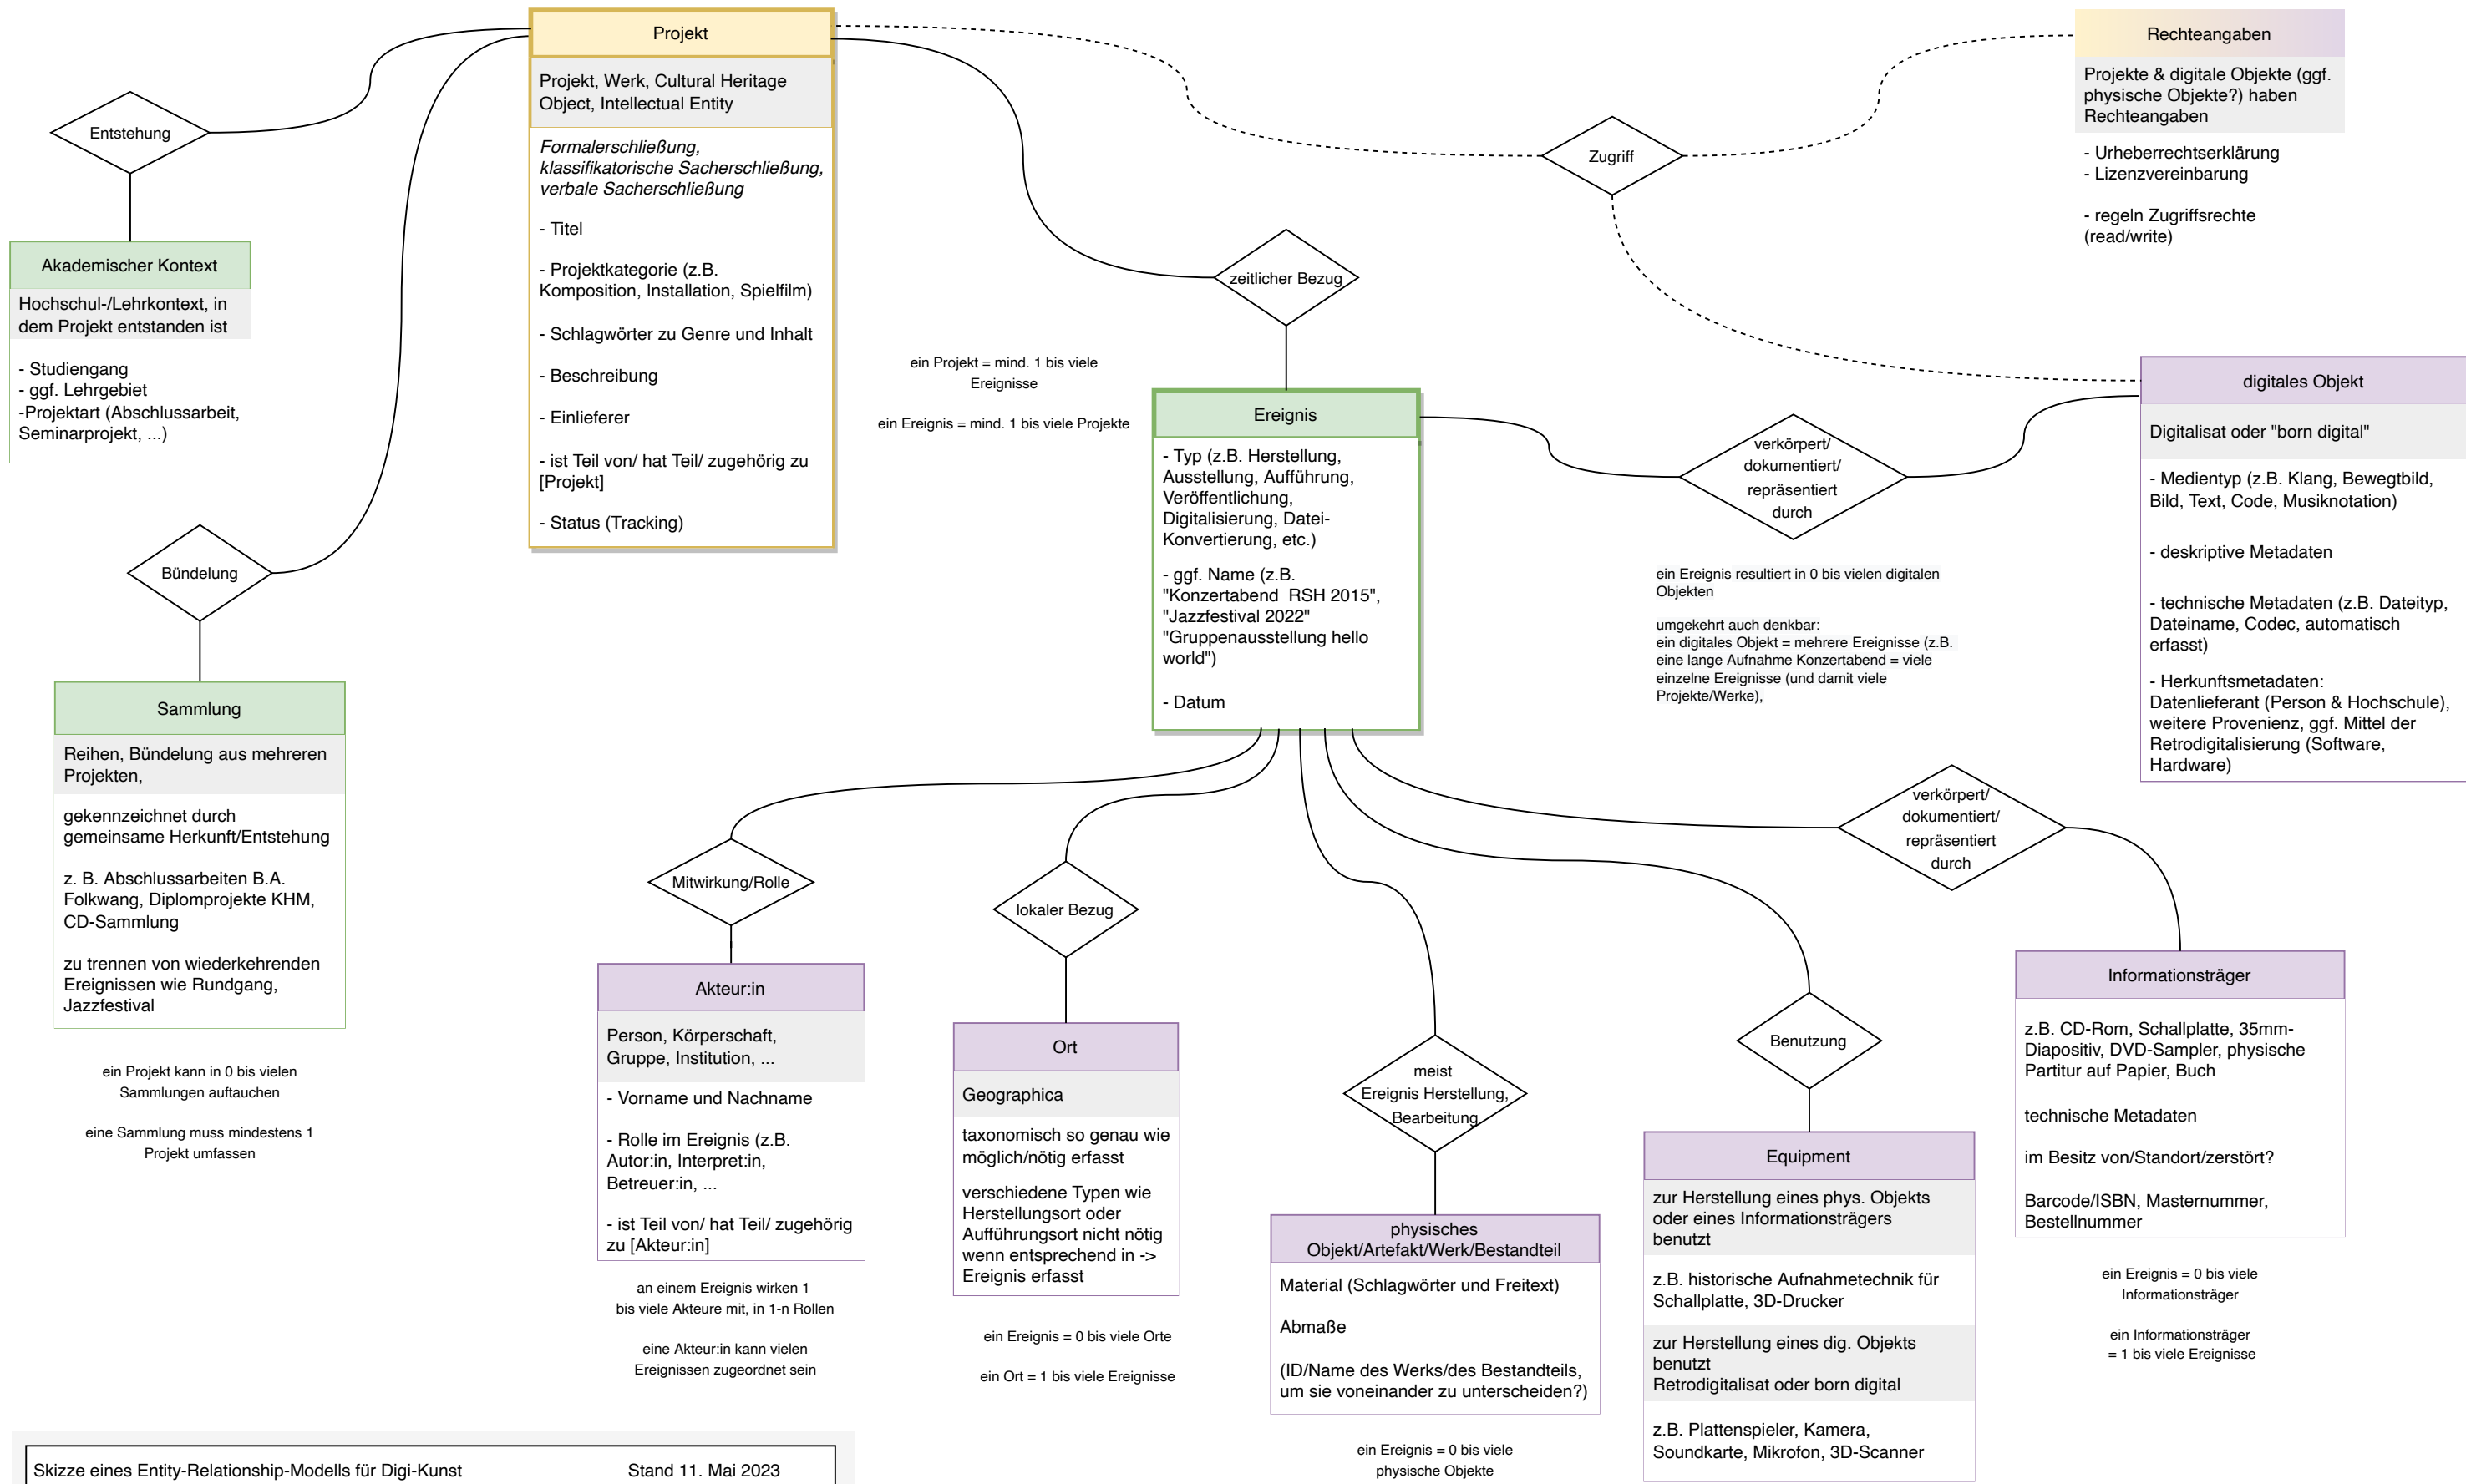 Projekt
Projekt, Werk, Cultural Heritage
Object, Intellectual Entity
Formalerschließung,
klassifikatorische Sacherschließung,
verbale Sacherschließung
- Titel
- Projektkategorie (z.B.
Komposition, Installation, Spielfilm)
- Schlagwörter zu Genre und Inhalt
- Beschreibung
- Einlieferer
- ist Teil von/ hat Teil/ zugehörig zu
[Projekt]
- Status (Tracking)
Rechteangaben
Projekte & digitale Objekte (ggf.
physische Objekte?) haben
Rechteangaben
- Urheberrechtserklärung
- Lizenzvereinbarung
- regeln Zugriffsrechte
(read/write)
Entstehung
Zugriff
Akademischer Kontext
Hochschul-/Lehrkontext, in
dem Projekt entstanden ist
- Studiengang
- ggf. Lehrgebiet
-Projektart (Abschlussarbeit,
Seminarprojekt, ...)
zeitlicher Bezug
ein Projekt = mind. 1 bis viele
Ereignisse
ein Ereignis = mind. 1 bis viele Projekte
Ereignis
- Typ (z.B. Herstellung,
Ausstellung, Aufführung,
Veröffentlichung,
Digitalisierung, Datei-
Konvertierung, etc.)
- ggf. Name (z.B.
"Konzertabend  RSH 2015",
"Jazzfestival 2022"
"Gruppenausstellung hello
world")
- Datum
verkörpert/
dokumentiert/
repräsentiert
durch
ein Ereignis resultiert in 0 bis vielen digitalen
Objekten
umgekehrt auch denkbar:
ein digitales Objekt = mehrere Ereignisse (z.B.
eine lange Aufnahme Konzertabend = viele
einzelne Ereignisse (und damit viele
Projekte/Werke),
digitales Objekt
Digitalisat oder "born digital"
- Medientyp (z.B. Klang, Bewegtbild,
Bild, Text, Code, Musiknotation)
- deskriptive Metadaten
- technische Metadaten (z.B. Dateityp,
Dateiname, Codec, automatisch
erfasst)
- Herkunftsmetadaten:
Datenlieferant (Person & Hochschule),
weitere Provenienz, ggf. Mittel der
Retrodigitalisierung (Software,
Hardware)
Bündelung
Sammlung
Reihen, Bündelung aus mehreren
Projekten,
gekennzeichnet durch
gemeinsame Herkunft/Entstehung
z. B. Abschlussarbeiten B.A.
Folkwang, Diplomprojekte KHM,
CD-Sammlung
zu trennen von wiederkehrenden
Ereignissen wie Rundgang,
Jazzfestival
ein Projekt kann in 0 bis vielen
Sammlungen auftauchen
eine Sammlung muss mindestens 1
Projekt umfassen
Mitwirkung/Rolle
Akteur:in
Person, Körperschaft,
Gruppe, Institution, ...
- Vorname und Nachname
- Rolle im Ereignis (z.B.
Autor:in, Interpret:in,
Betreuer:in, ...
- ist Teil von/ hat Teil/ zugehörig
zu [Akteur:in]
an einem Ereignis wirken 1
bis viele Akteure mit, in 1-n Rollen
eine Akteur:in kann vielen
Ereignissen zugeordnet sein
lokaler Bezug
Ort
Geographica
taxonomisch so genau wie
möglich/nötig erfasst
verschiedene Typen wie
Herstellungsort oder
Aufführungsort nicht nötig
wenn entsprechend in ->
Ereignis erfasst
ein Ereignis = 0 bis viele Orte
ein Ort = 1 bis viele Ereignisse
meist
Ereignis Herstellung,
Bearbeitung
physisches
Objekt/Artefakt/Werk/Bestandteil
Material (Schlagwörter und Freitext)
Abmaße
(ID/Name des Werks/des Bestandteils,
um sie voneinander zu unterscheiden?)
ein Ereignis = 0 bis viele
physische Objekte
Benutzung
Equipment
zur Herstellung eines phys. Objekts
oder eines Informationsträgers
benutzt
z.B. historische Aufnahmetechnik für
Schallplatte, 3D-Drucker
zur Herstellung eines dig. Objekts
benutzt
Retrodigitalisat oder born digital
z.B. Plattenspieler, Kamera,
Soundkarte, Mikrofon, 3D-Scanner
verkörpert/
dokumentiert/
repräsentiert
durch
Informationsträger
z.B. CD-Rom, Schallplatte, 35mm-
Diapositiv, DVD-Sampler, physische
Partitur auf Papier, Buch
technische Metadaten
im Besitz von/Standort/zerstört?
Barcode/ISBN, Masternummer,
Bestellnummer
ein Ereignis = 0 bis viele
Informationsträger
ein Informationsträger
= 1 bis viele Ereignisse
Skizze eines Entity-Relationship-Modells für Digi-Kunst Stand 11. Mai 2023